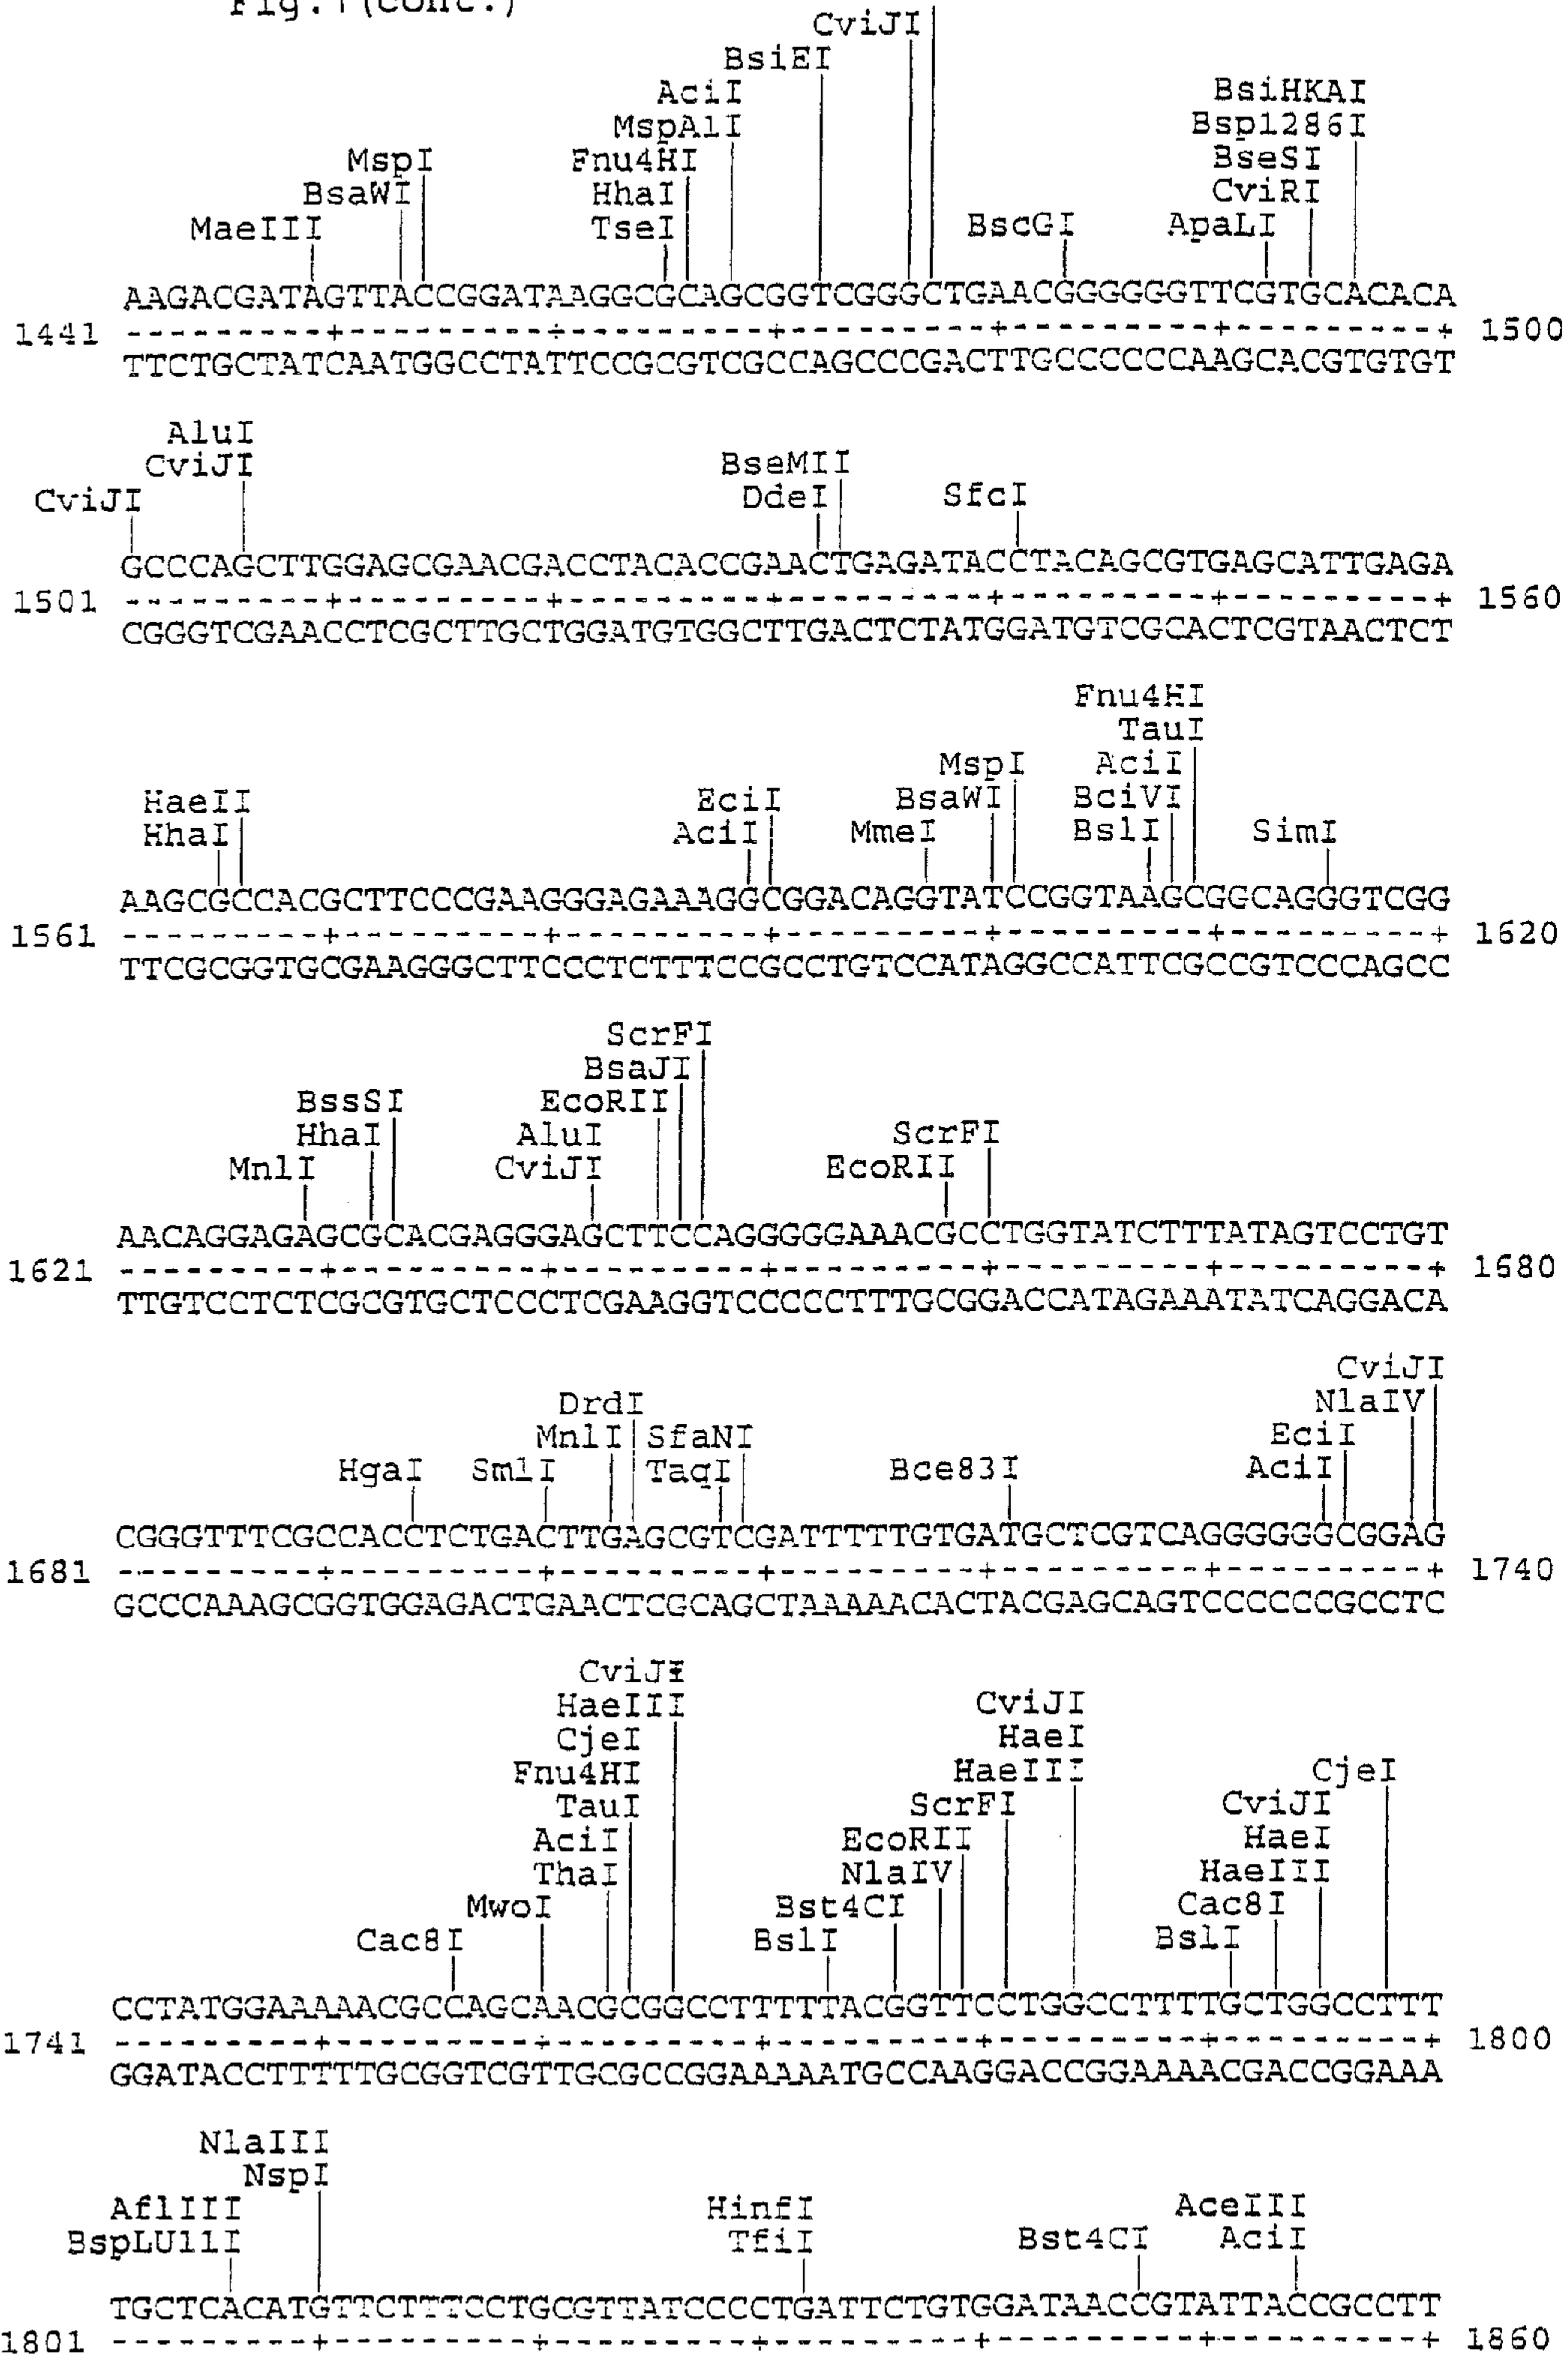 Fig.1(cont.)
CviJI
BsiEI
AciI BsiHKAI
MspA1I Bsp1286I
MspI Fnu4HI BseSI
BsaWI HhaI CviRI
MaeIII TseI BscGI ApaLI
AAGACGATAGTTACCGGATAAGGCGCAGCGGTCGGGCTGAACGGGGGGTTCGTGCACACA
1441 ---------+---------+---------+---------+---------+---------+ 1500
TTCTGCTATCAATGGCCTATTCCGCGTCGCCAGCCCGACTTGCCCCCCAAGCACGTGTGT
AluI
CviJI BseMII
CviJI DdeI SfcI
GCCCAGCTTGGAGCGAACGACCTACACCGAACTGAGATACCTACAGCGTGAGCATTGAGA
1501 ---------+---------+---------+---------+---------+---------+ 1560
CGGGTCGAACCTCGCTTGCTGGATGTGGCTTGACTCTATGGATGTCGCACTCGTAACTCT
Fnu4HI
TauI
MspI AciI
HaeII EciI BsaWI BciVI
HhaI AciI MmeI BslI SimI
AAGCGCCACGCTTCCCGAAGGGAGAAAGGCGGACAGGTATCCGGTAAGCGGCAGGGTCGG
1561 ---------+---------+---------+---------+---------+---------+ 1620
TTCGCGGTGCGAAGGGCTTCCCTCTTTCCGCCTGTCCATAGGCCATTCGCCGTCCCAGCC
ScrFI
BsaJI
BssSI EcoRII
HhaI AluI ScrFI
MnlI CviJI EcoRII
AACAGGAGAGCGCACGAGGGAGCTTCCAGGGGGAAACGCCTGGTATCTTTATAGTCCTGT
1621 ---------+---------+---------+---------+---------+---------+ 1680
TTGTCCTCTCGCGTGCTCCCTCGAAGGTCCCCCTTTGCGGACCATAGAAATATCAGGACA
CviJI
DrdI NlaIV
MnlI SfaNI EciI
HgaI SmlI TaqI Bce83I AciI
CGGGTTTCGCCACCTCTGACTTGAGCGTCGATTTTTGTGATGCTCGTCAGGGGGGCGGAG
1681 ---------+---------+---------+---------+---------+---------+ 1740
GCCCAAAGCGGTGGAGACTGAACTCGCAGCTAAAAACACTACGAGCAGTCCCCCCGCCTC
CviJI
HaeIII CviJI
CjeI HaeI
Fnu4HI HaeIII CjeI
TauI ScrFI CviJI
AciI EcoRII HaeI
ThaI NlaIV HaeIII
MwoI Bst4CI Cac8I
Cac8I BslI BslI
CCTATGGAAAAACGCCAGCAACGCGGCCTTTTTACGGTTCCTGGCCTTTTGCTGGCCTTT
1741 ---------+---------+---------+---------+---------+---------+ 1800
GGATACCTTTTTGCGGTCGTTGCGCCGGAAAAATGCCAAGGACCGGAAAACGACCGGAAA
NlaIII
NspI
AflIII HinfI AceIII
BspLU11I TfiI Bst4CI AciI
TGCTCACATGTTCTTTCCTGCGTTATCCCCTGATTCTGTGGATAACCGTATTACCGCCTT
1801 ---------+---------+---------+---------+---------+---------+ 1860